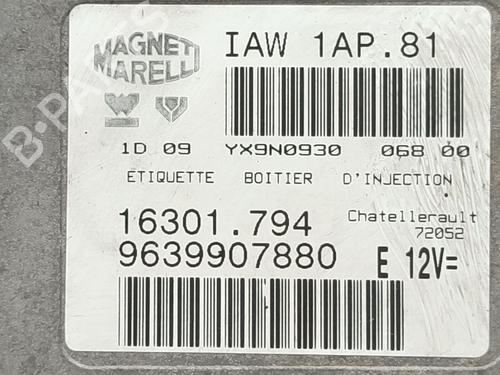 MAGNETI
MARELLI
IAW 1AP.81
1D 09 YX9N0930 068 00
ETIQUETTE BOITIER D'INJECTION
16301.794
Chatellerault
72052
9639907880
E 12V=
B-PARTS